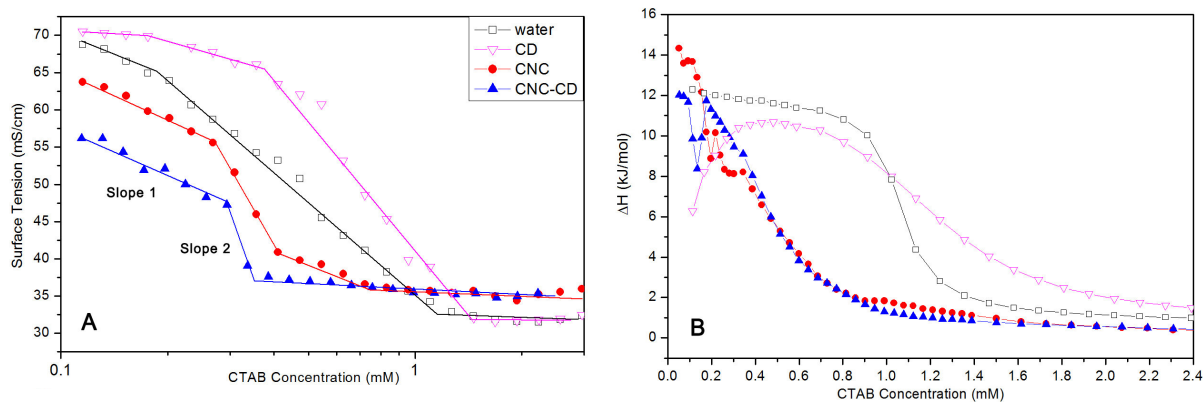 70
65
60
55
50
45
40
35
30
Surface Tension (mS/cm)
water
CD
CNC
CNC-CD
Slope 1
Slope 2
A
0.1
1
CTAB Concentration (mM)
16
14
12
10
8
6
4
2
0
ΔH (kJ/mol)
B
0.0 0.2 0.4 0.6 0.8 1.0 1.2 1.4 1.6 1.8 2.0 2.2 2.4
CTAB Concentration (mM)